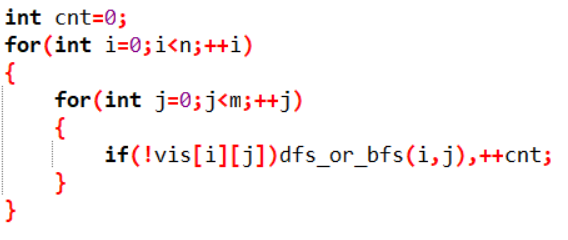 int cnt=0;
for(int i=0;i<n;++i)
{
    for(int j=0;j<m;++j)
    {
        if(!vis[i][j])dfs_or_bfs(i,j),++cnt;
    }
}